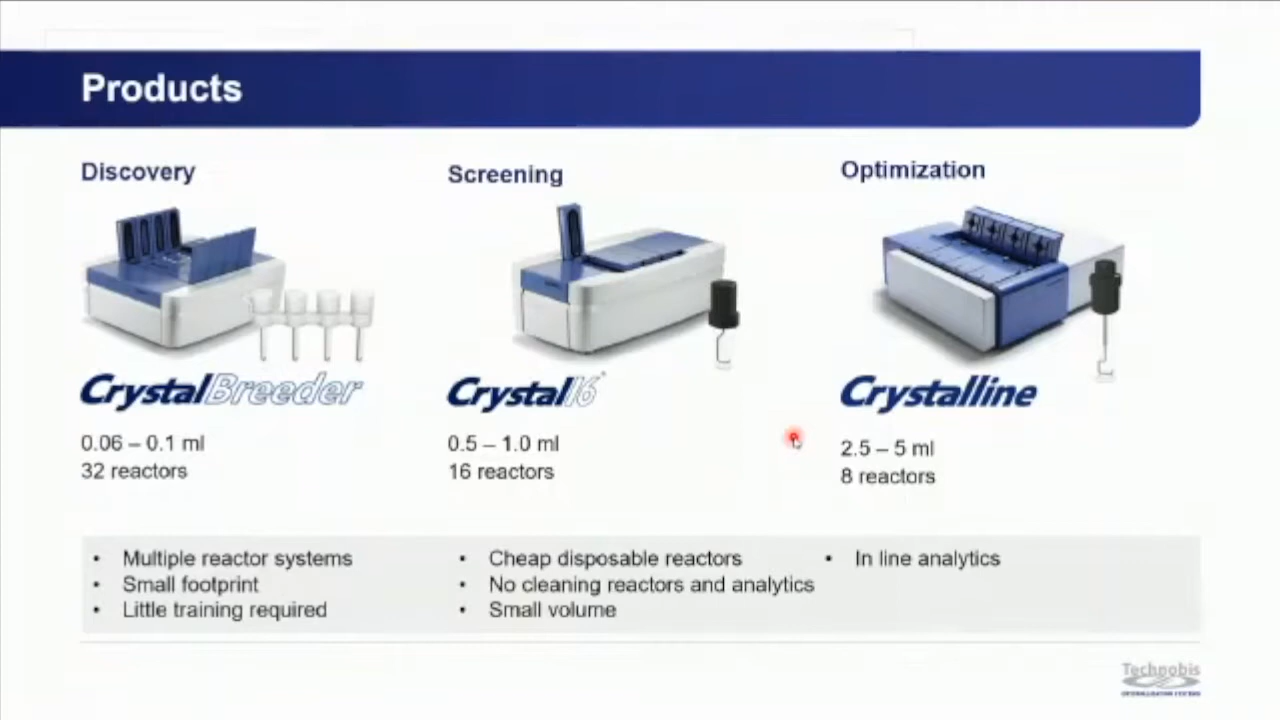 Products
Discovery
CrystalBreeder
0.06 – 0.1 ml
32 reactors
Screening
Crystal16
0.5 – 1.0 ml
16 reactors
Optimization
Crystalline
2.5 – 5 ml
8 reactors
• Multiple reactor systems
• Small footprint
• Little training required
• Cheap disposable reactors
• No cleaning reactors and analytics
• Small volume
• In line analytics
Technobis
CRYSTALLIZATION SYSTEMS